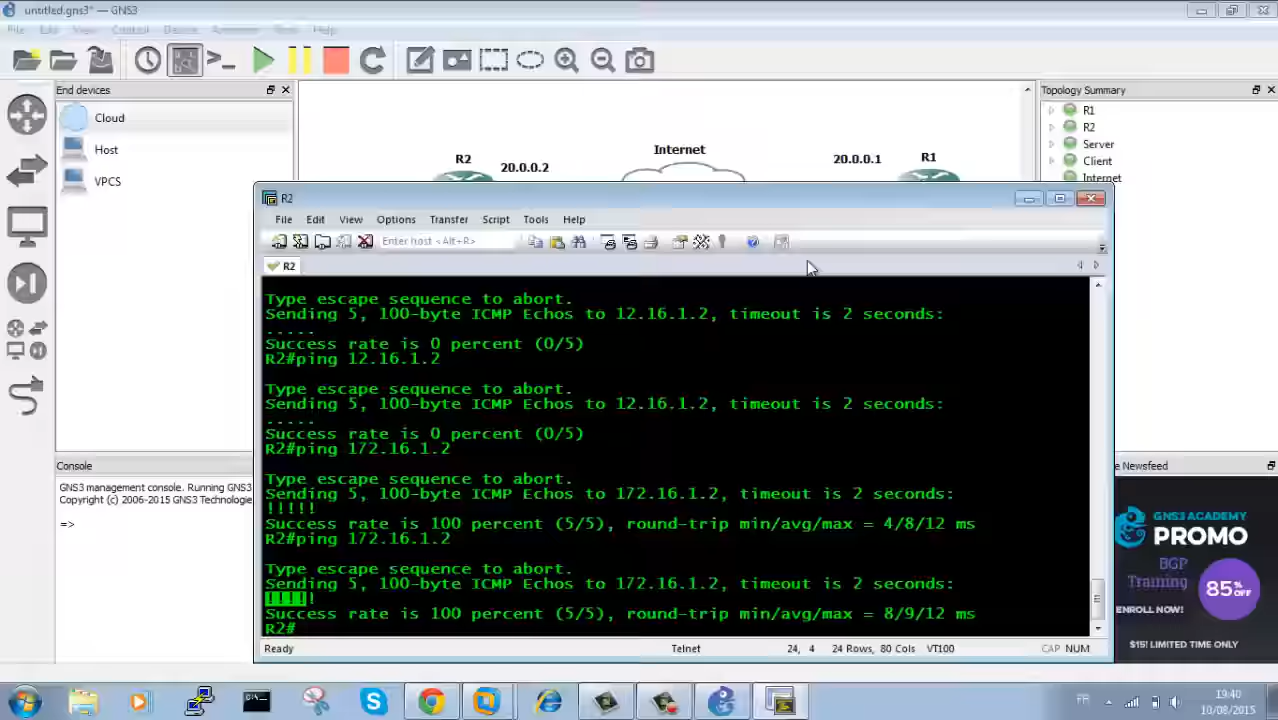 untitled.gns3* — GNS3
File Edit View Control Device Annotate Tools Help
End devices
Cloud
Host
VPCS
Internet
R2
20.0.0.2
20.0.0.1
R1
Topology Summary
R1
R2
Server
Client
Internet
R2
File Edit View Options Transfer Script Tools Help
Enter host <Alt+R>
R2
Type escape sequence to abort.
Sending 5, 100-byte ICMP Echos to 12.16.1.2, timeout is 2 seconds:
.....
Success rate is 0 percent (0/5)
R2#ping 12.16.1.2
Type escape sequence to abort.
Sending 5, 100-byte ICMP Echos to 12.16.1.2, timeout is 2 seconds:
.....
Success rate is 0 percent (0/5)
R2#ping 172.16.1.2
Type escape sequence to abort.
Sending 5, 100-byte ICMP Echos to 172.16.1.2, timeout is 2 seconds:
!!!!!
Success rate is 100 percent (5/5), round-trip min/avg/max = 4/8/12 ms
R2#ping 172.16.1.2
Type escape sequence to abort.
Sending 5, 100-byte ICMP Echos to 172.16.1.2, timeout is 2 seconds:
!!!!!
Success rate is 100 percent (5/5), round-trip min/avg/max = 8/9/12 ms
R2#
Ready
Telnet
24, 4
24 Rows, 80 Cols
VT100
CAP NUM
Console
GNS3 management console. Running GNS3
Copyright (c) 2006-2015 GNS3 Technologie
=>
e Newsfeed
GNS3 ACADEMY
PROMO
BGP
Training
85%
OFF
ENROLL NOW!
$15! LIMITED TIME ONLY
FR
19:40
10/08/2015